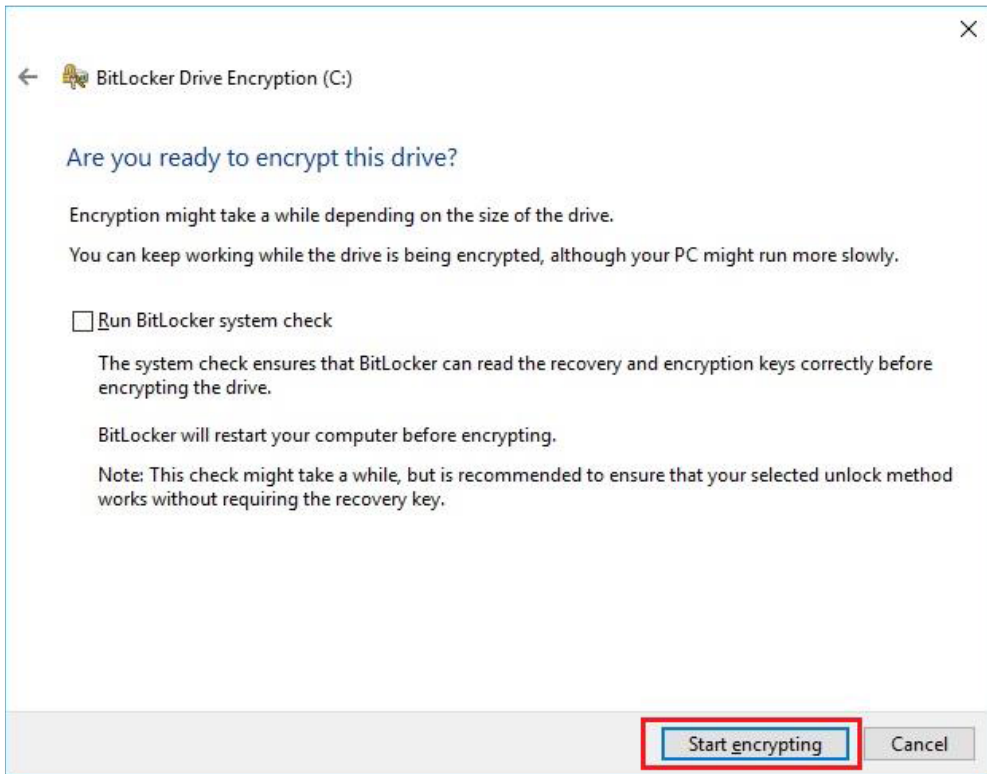 BitLocker Drive Encryption (C:)
Are you ready to encrypt this drive?
Encryption might take a while depending on the size of the drive.
You can keep working while the drive is being encrypted, although your PC might run more slowly.
Run BitLocker system check
The system check ensures that BitLocker can read the recovery and encryption keys correctly before
encrypting the drive.
BitLocker will restart your computer before encrypting.
Note: This check might take a while, but is recommended to ensure that your selected unlock method
works without requiring the recovery key.
Start encrypting
Cancel